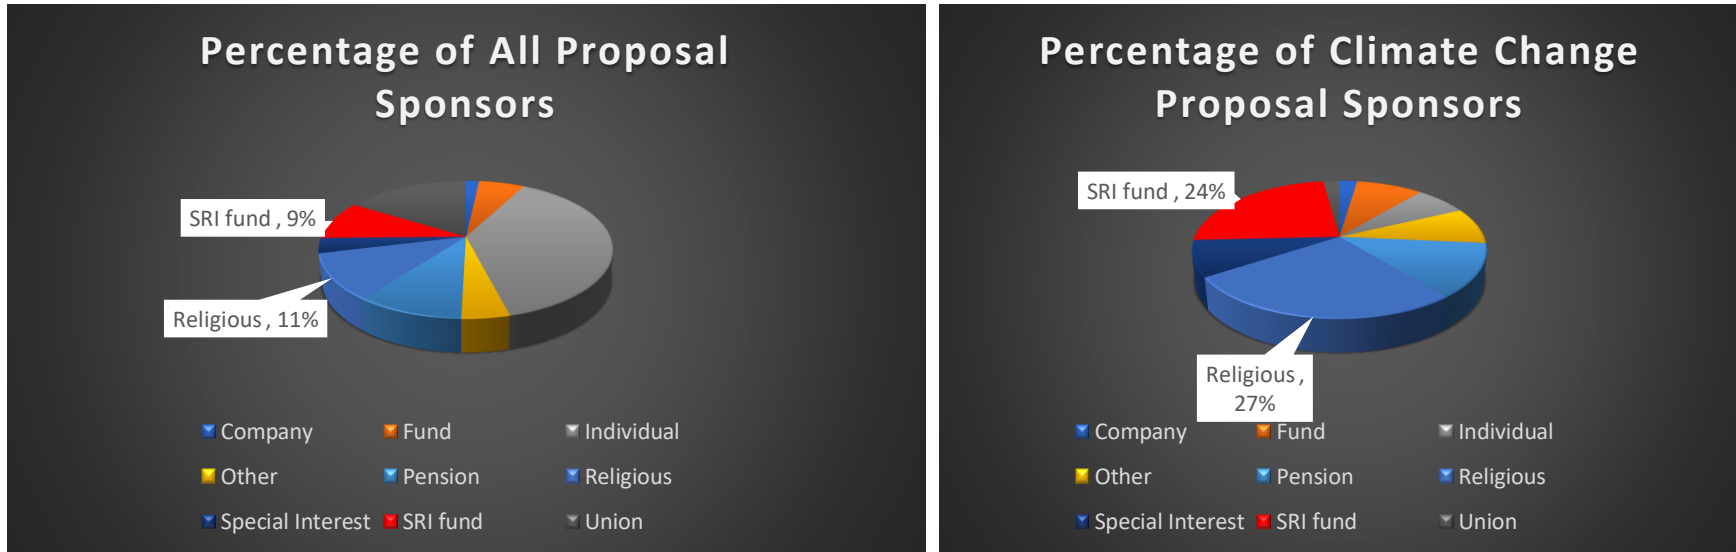 Percentage of All Proposal
Sponsors
SRI fund , 9%
Religious , 11%
Company
Fund
Individual
Other
Pension
Religious
Special Interest
SRI fund
Union
Percentage of Climate Change
Proposal Sponsors
SRI fund , 24%
Religious ,
27%
Company
Fund
Individual
Other
Pension
Religious
Special Interest
SRI fund
Union